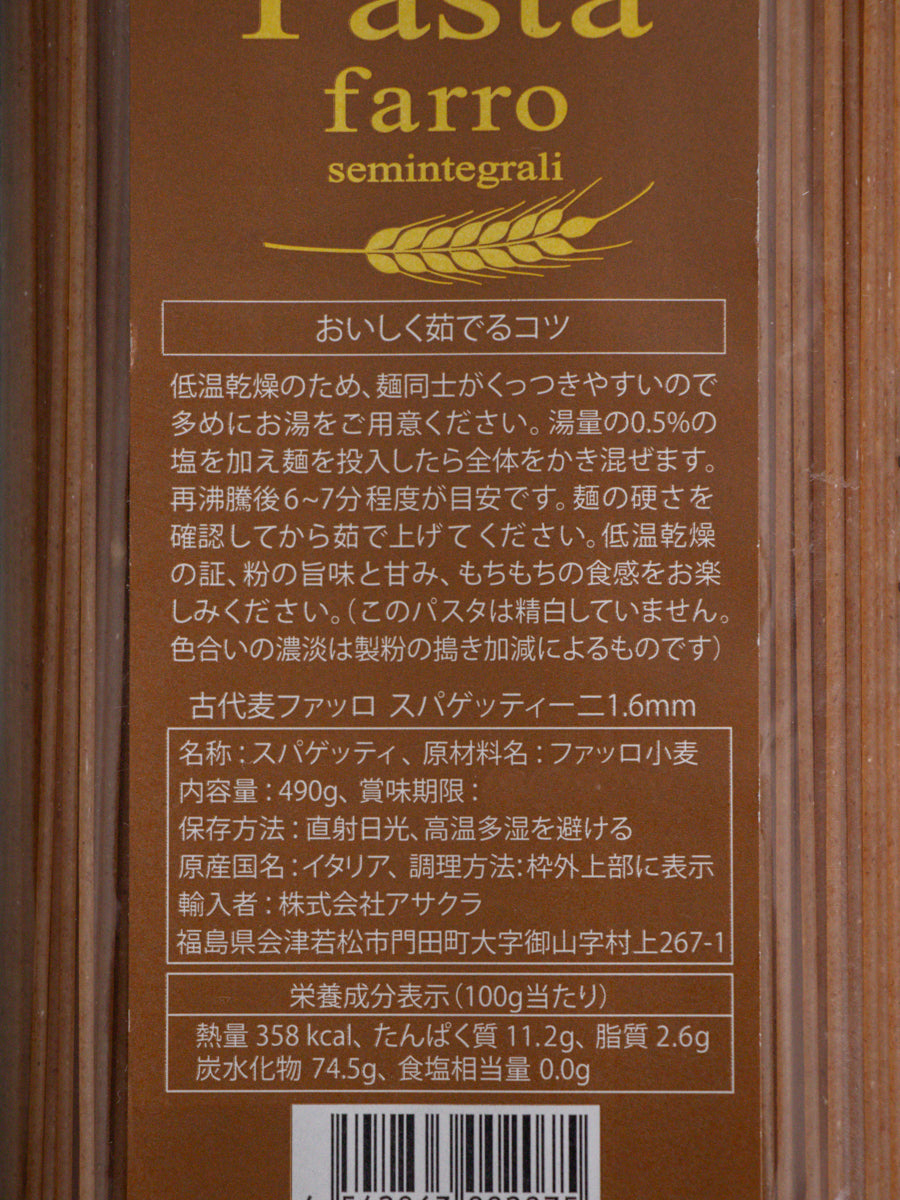 Pasta
farro
semintegrali
おいしく茹でるコツ
低温乾燥のため、麺同士がくっつきやすいので
多めにお湯をご用意ください。湯量の0.5%の
塩を加え麺を投入したら全体をかき混ぜます。
再沸騰後6~7分程度が目安です。麺の硬さを
確認してから茹で上げてください。低温乾燥
の証、粉の旨味と甘み、もちもちの食感をお楽
しみください。（このパスタは精白していません。
色合いの濃淡は製粉の搗き加減によるものです）
古代麦ファッロ スパゲッティーニ1.6mm
名称：スパゲッティ、原材料名：ファッロ小麦
内容量：490g、賞味期限：
保存方法：直射日光、高温多湿を避ける
原産国名：イタリア、調理方法：枠外上部に表示
輸入者：株式会社アサクラ
福島県会津若松市門田町大字御山字村上267-1
栄養成分表示（100g当たり）
熱量 358 kcal、たんぱく質 11.2g、脂質 2.6g
炭水化物 74.5g、食塩相当量 0.0g